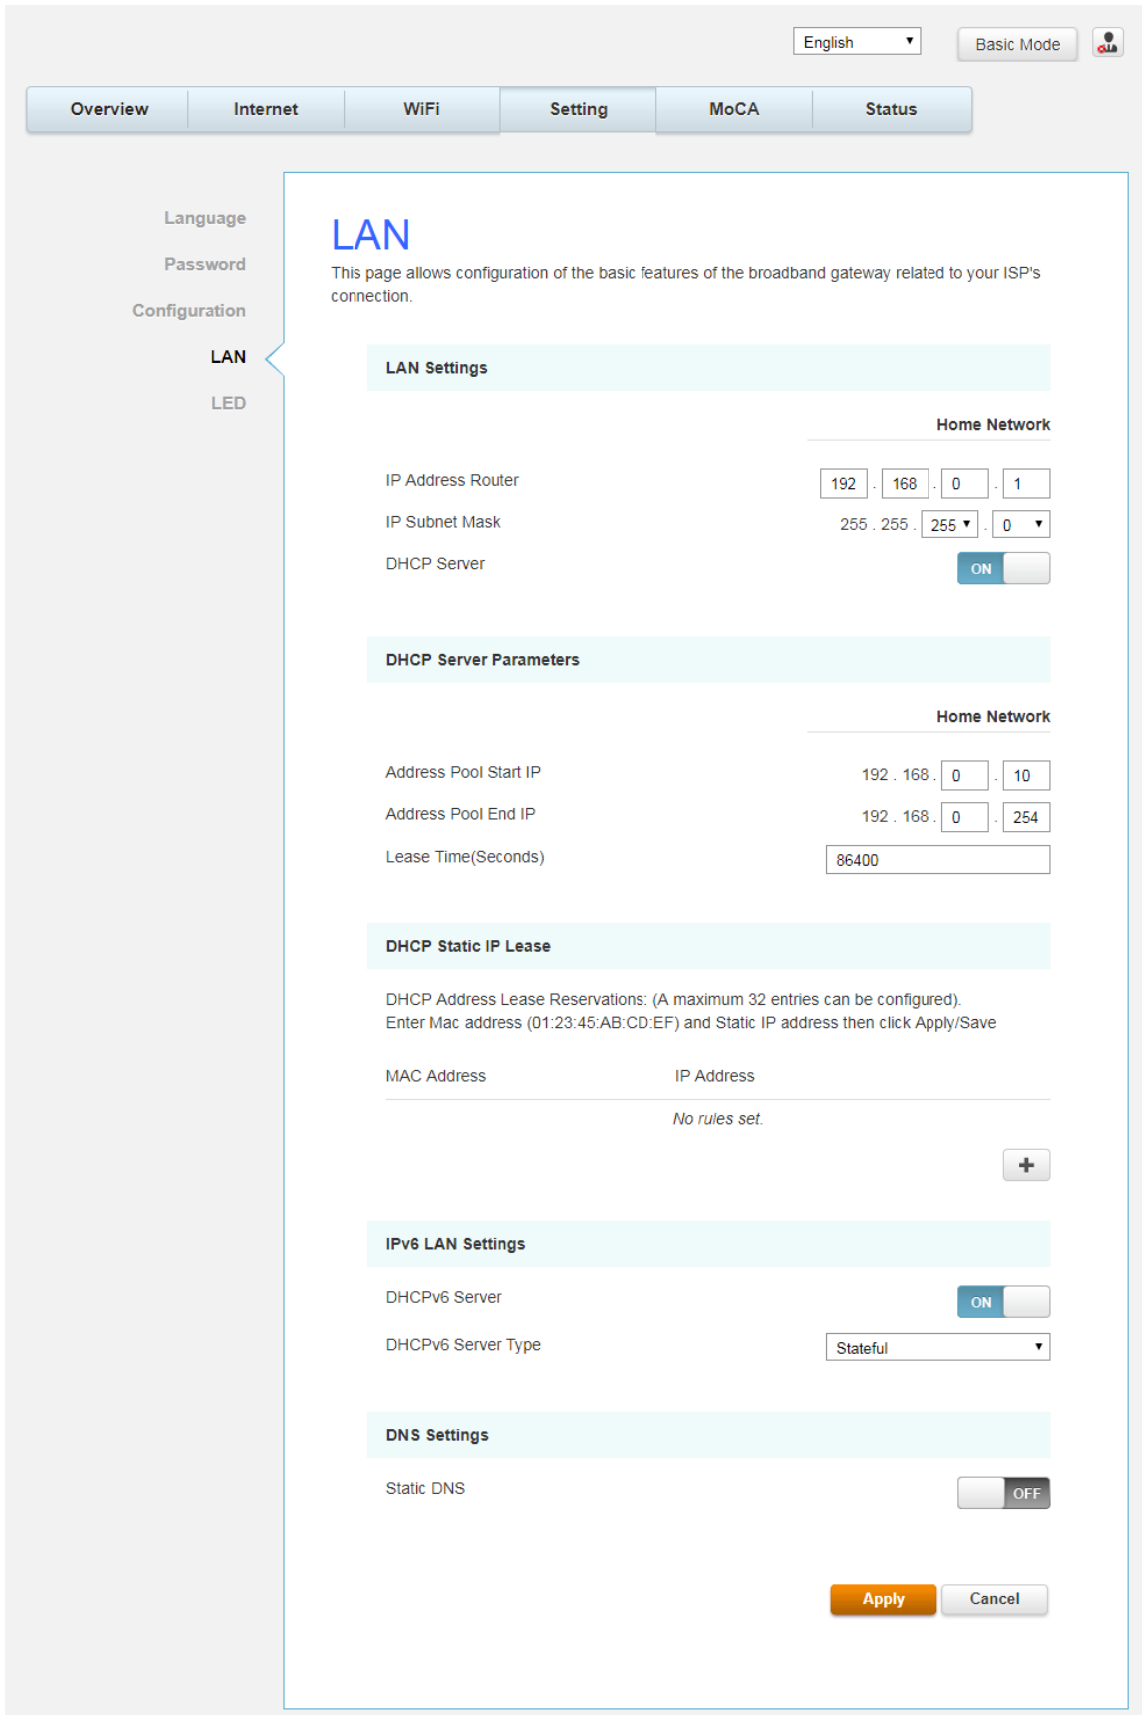 English
Basic Mode
Overview Internet WiFi Setting MoCA Status
Language
Password
Configuration
LAN
LED
LAN
This page allows configuration of the basic features of the broadband gateway related to your ISP's
connection.
LAN Settings
Home Network
IP Address Router 192 . 168 . 0 . 1
IP Subnet Mask 255 . 255 . 255 . 0
DHCP Server ON
DHCP Server Parameters
Home Network
Address Pool Start IP 192 . 168 . 0 . 10
Address Pool End IP 192 . 168 . 0 . 254
Lease Time(Seconds) 86400
DHCP Static IP Lease
DHCP Address Lease Reservations: (A maximum 32 entries can be configured).
Enter Mac address (01:23:45:AB:CD:EF) and Static IP address then click Apply/Save
MAC Address IP Address
No rules set.
IPv6 LAN Settings
DHCPv6 Server ON
DHCPv6 Server Type Stateful
DNS Settings
Static DNS OFF
Apply Cancel